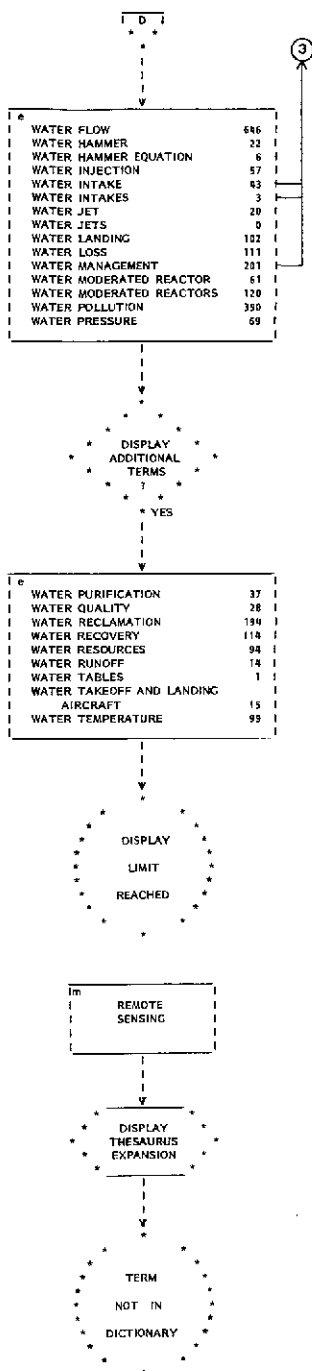 D
3
e
WATER FLOW 646
WATER HAMMER 22
WATER HAMMER EQUATION 6
WATER INJECTION 57
WATER INTAKE 43
WATER INTAKES 3
WATER JET 20
WATER JETS 0
WATER LANDING 102
WATER LOSS 111
WATER MANAGEMENT 201
WATER MODERATED REACTOR 61
WATER MODERATED REACTORS 120
WATER POLLUTION 390
WATER PRESSURE 69
DISPLAY
ADDITIONAL
TERMS
?
YES
e
WATER PURIFICATION 37
WATER QUALITY 28
WATER RECLAMATION 194
WATER RECOVERY 114
WATER RESOURCES 94
WATER RUNOFF 14
WATER TABLES 1
WATER TAKEOFF AND LANDING
AIRCRAFT 15
WATER TEMPERATURE 99
DISPLAY
LIMIT
REACHED
lm
REMOTE
SENSING
DISPLAY
THESAURUS
EXPANSION
TERM
NOT IN
DICTIONARY